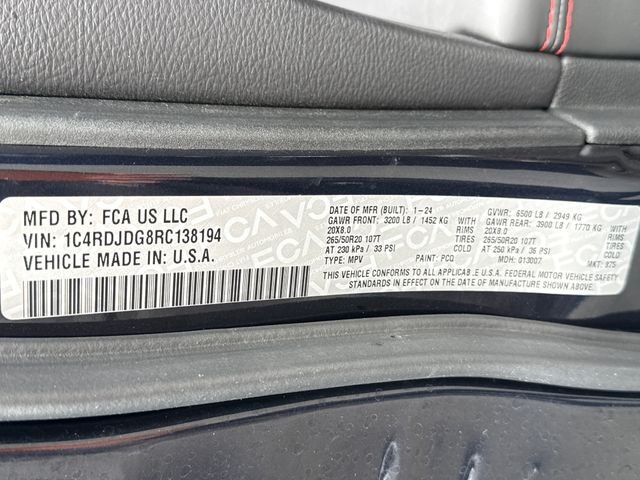 MFD BY: FCA US LLC
VIN: 1C4RDJDG8RC138194
VEHICLE MADE IN: U.S.A.
DATE OF MFR (BUILT): 1-24 GVWR: 6500 LB / 2949 KG
GAWR FRONT: 3200 LB / 1452 KG WITH GAWR REAR: 3900 LB / 1770 KG WITH
20X8.0 RIMS 20X8.0 RIMS
265/50R20 107T TIRES 265/50R20 107T TIRES
AT 230 kPa / 33 PSI COLD AT 250 kPa / 36 PSI COLD
TYPE: MPV PAINT: PCQ MDH: 013007 MKT: 875
THIS VEHICLE CONFORMS TO ALL APPLICABLE U.S.A. FEDERAL MOTOR VEHICLE SAFETY
STANDARDS IN EFFECT ON THE DATE OF MANUFACTURE SHOWN ABOVE.